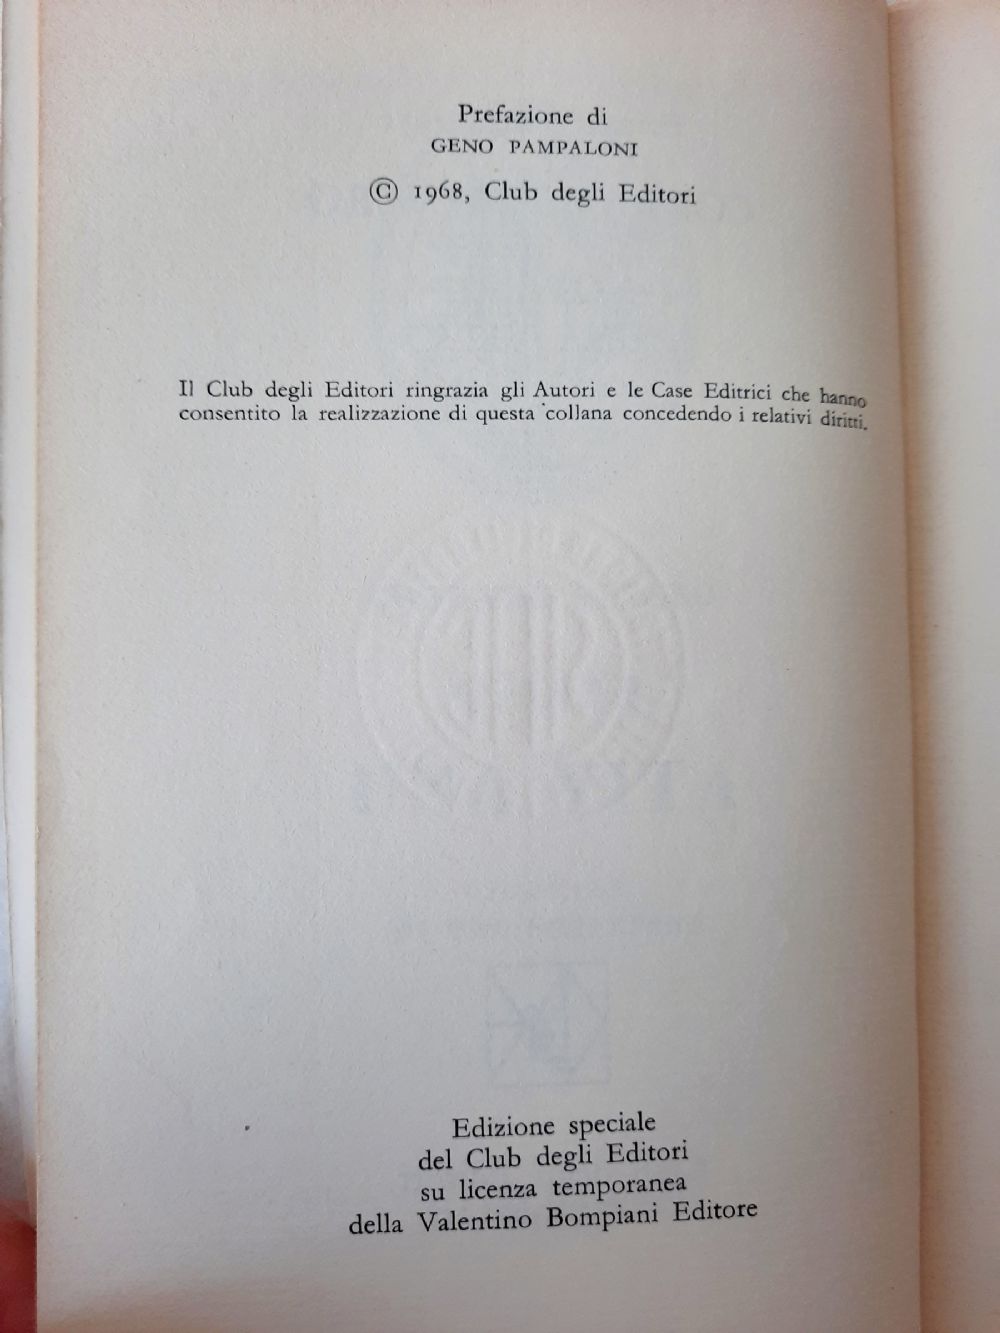 Prefazione di
GENO PAMPALONI
© 1968, Club degli Editori
Il Club degli Editori ringrazia gli Autori e le Case Editrici che hanno
consentito la realizzazione di questa collana concedendo i relativi diritti.
Edizione speciale
del Club degli Editori
su licenza temporanea
della Valentino Bompiani Editore